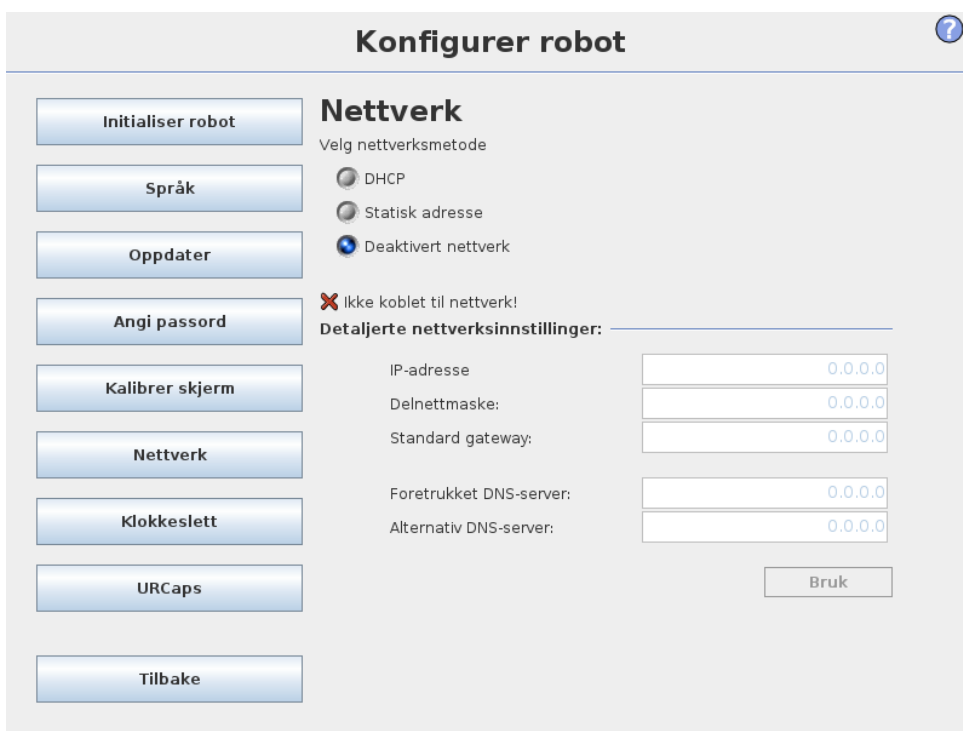 Konfigurer robot
?
Initialiser robot
Språk
Oppdater
Angi passord
Kalibrer skjerm
Nettverk
Klokkeslett
URCaps
Tilbake
Nettverk
Velg nettverksmetode
DHCP
Statisk adresse
Deaktivert nettverk
Ikke koblet til nettverk!
Detaljerte nettverksinnstillinger:
IP-adresse 0.0.0.0
Delnettmaske: 0.0.0.0
Standard gateway: 0.0.0.0
Foretrukket DNS-server: 0.0.0.0
Alternativ DNS-server: 0.0.0.0
Bruk